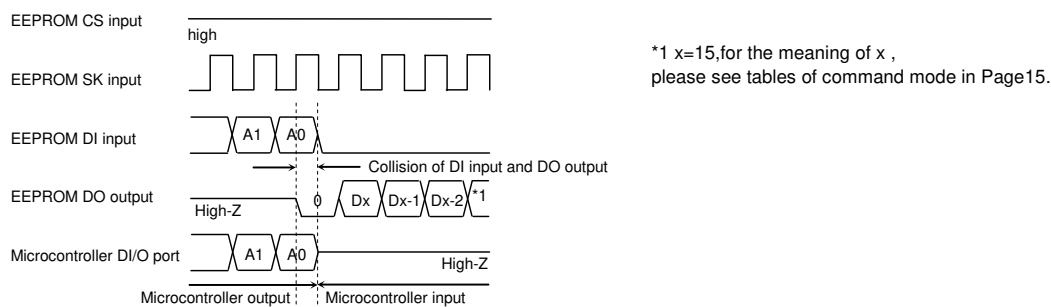 EEPROM CS input
high
*1 x=15,for the meaning of x ,
please see tables of command mode in Page15.
EEPROM SK input
EEPROM DI input
A1 A0
Collision of DI input and DO output
EEPROM DO output
High-Z
0 Dx Dx-1 Dx-2 *1
Microcontroller DI/O port
A1 A0
High-Z
Microcontroller output Microcontroller input